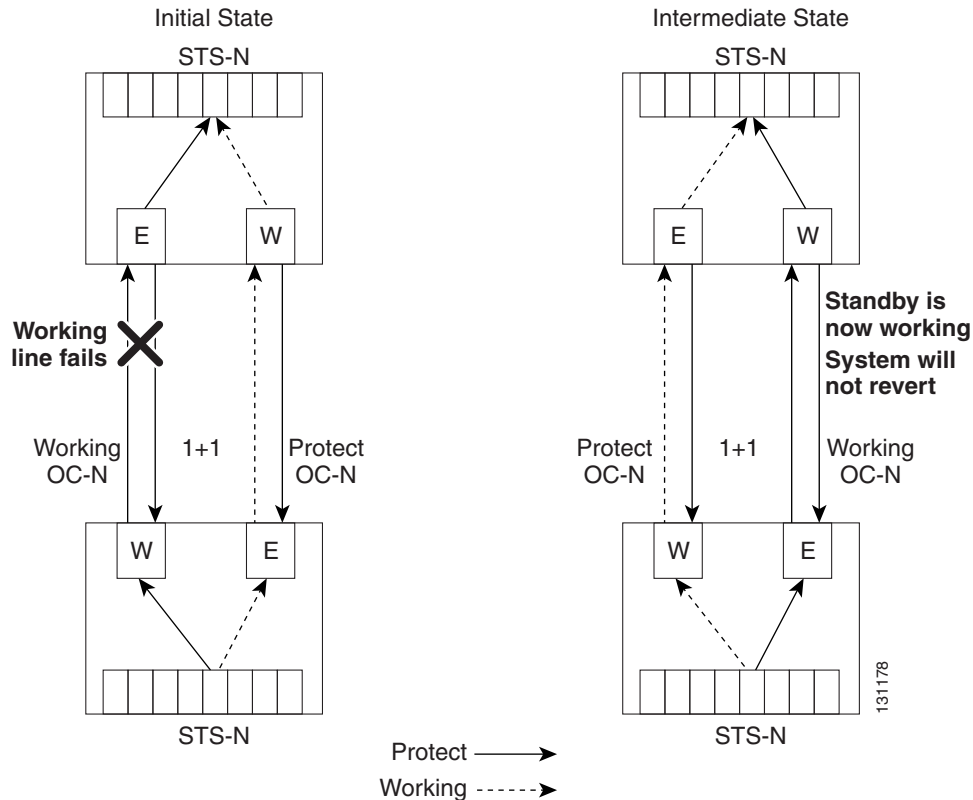 Initial State
STS-N
E
W
Working
line fails
Working
OC-N
1+1
Protect
OC-N
W
E
STS-N
Intermediate State
STS-N
E
W
Standby is
now working
System will
not revert
Protect
OC-N
1+1
Working
OC-N
W
E
STS-N
131178
Protect
Working